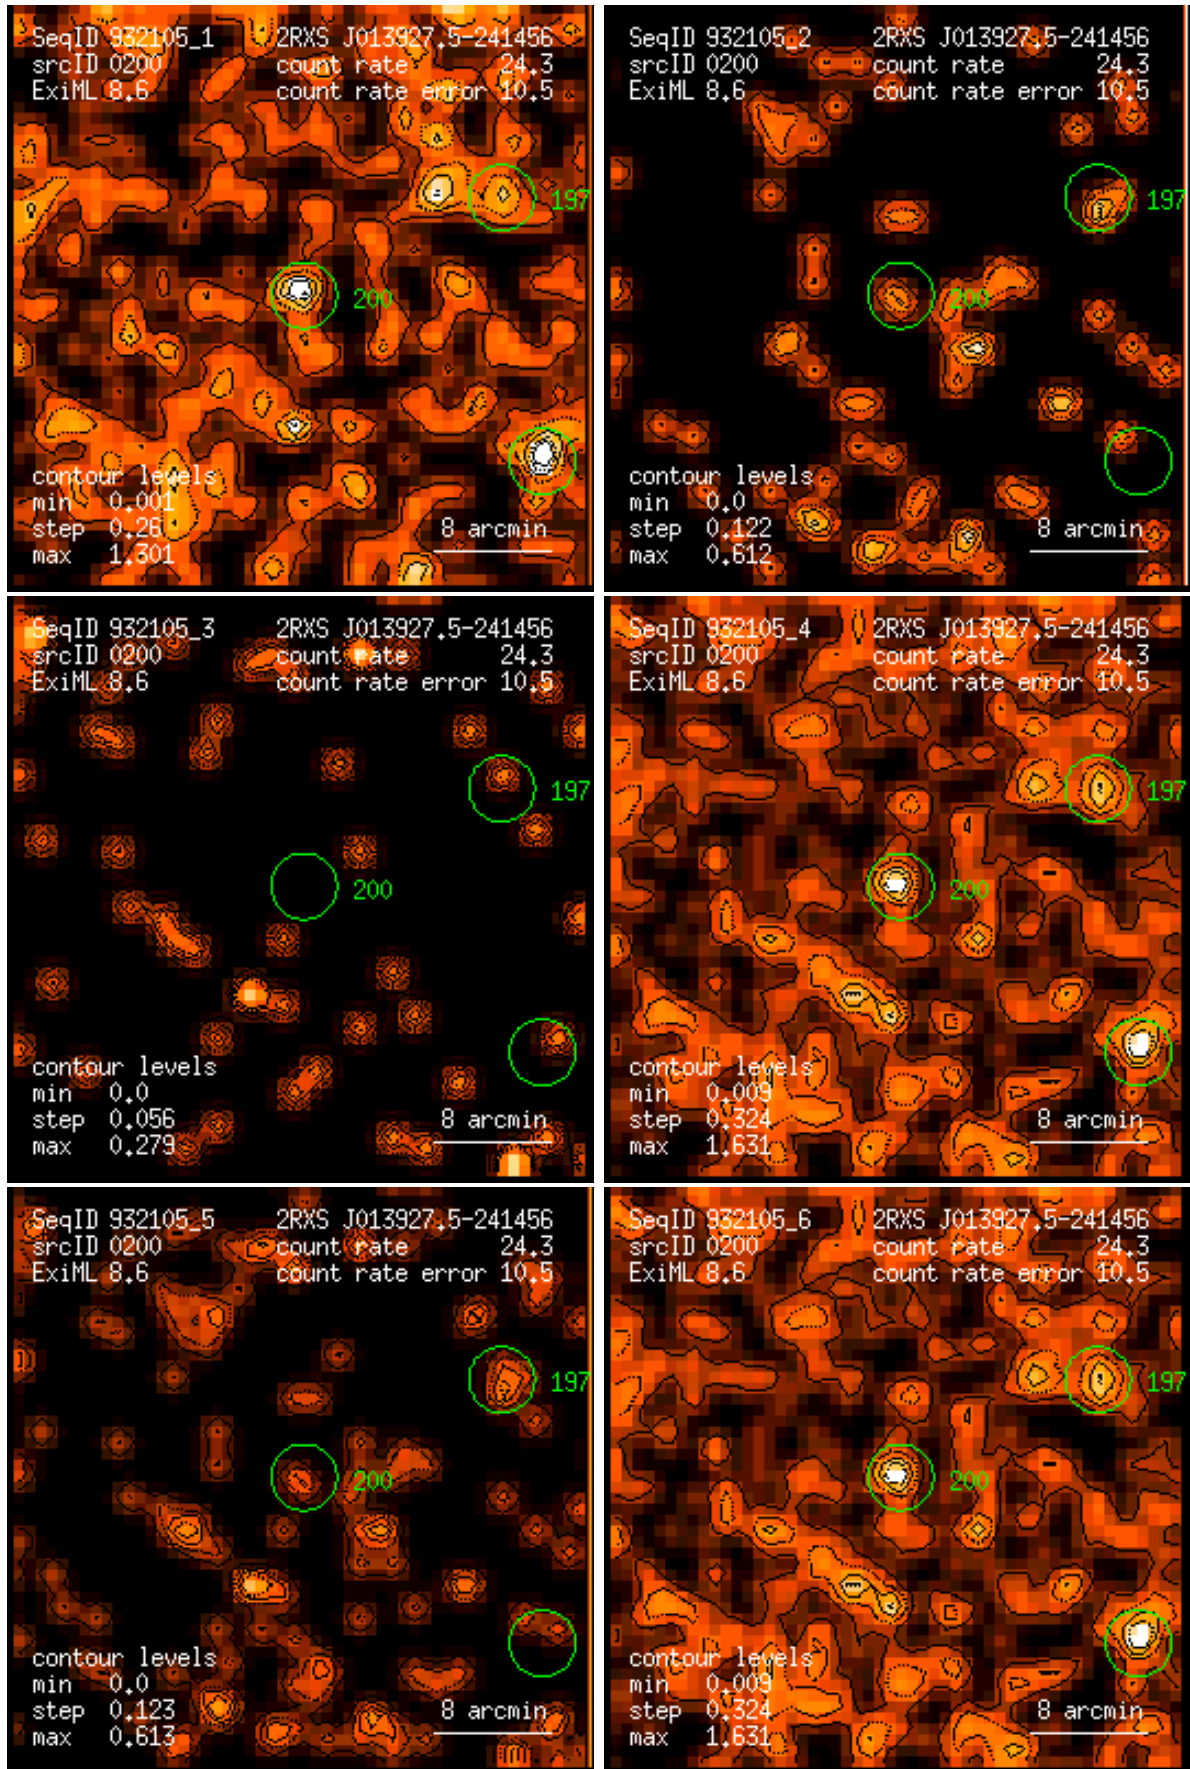 SeqID 932105_1 2RXS J013927.5-241456
srcID 0200 count rate 24.3
ExiML 8.6 count rate error 10.5
197
200
contour levels
min 0.001
step 0.26 8 arcmin
max 1.301
SeqID 932105_2 2RXS J013927.5-241456
srcID 0200 count rate 24.3
ExiML 8.6 count rate error 10.5
197
200
contour levels
min 0.0
step 0.122 8 arcmin
max 0.612
SeqID 932105_3 2RXS J013927.5-241456
srcID 0200 count rate 24.3
ExiML 8.6 count rate error 10.5
197
200
contour levels
min 0.0
step 0.056 8 arcmin
max 0.279
SeqID 932105_4 2RXS J013927.5-241456
srcID 0200 count rate 24.3
ExiML 8.6 count rate error 10.5
197
200
contour levels
min 0.009
step 0.324 8 arcmin
max 1.631
SeqID 932105_5 2RXS J013927.5-241456
srcID 0200 count rate 24.3
ExiML 8.6 count rate error 10.5
197
200
contour levels
min 0.0
step 0.123 8 arcmin
max 0.613
SeqID 932105_6 2RXS J013927.5-241456
srcID 0200 count rate 24.3
ExiML 8.6 count rate error 10.5
197
200
contour levels
min 0.009
step 0.324 8 arcmin
max 1.631